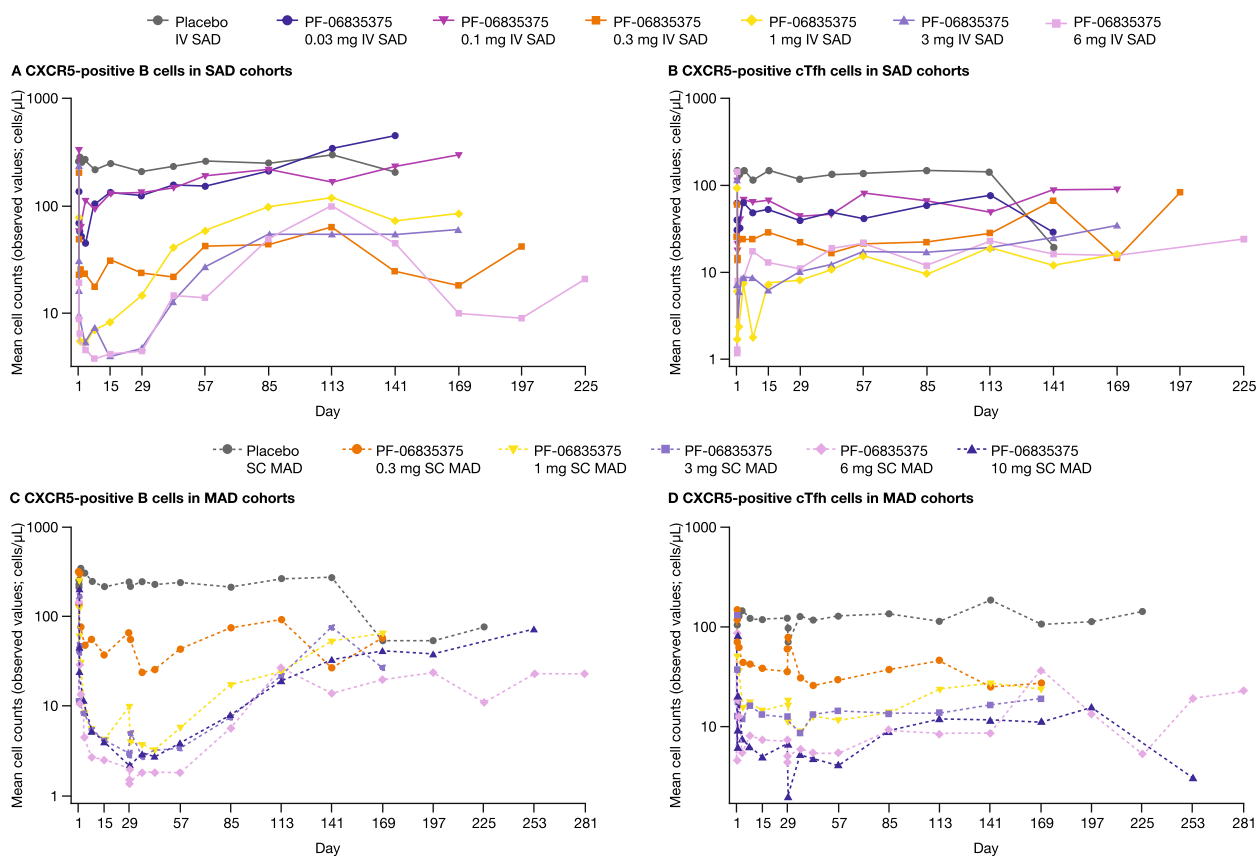 Placebo IV SAD
PF-06835375 0.03 mg IV SAD
PF-06835375 0.1 mg IV SAD
PF-06835375 0.3 mg IV SAD
PF-06835375 1 mg IV SAD
PF-06835375 3 mg IV SAD
PF-06835375 6 mg IV SAD
A CXCR5-positive B cells in SAD cohorts
Mean cell counts (observed values; cells/µL)
1000
100
10
1 15 29 57 85 113 141 169 197 225
Day
B CXCR5-positive cTfh cells in SAD cohorts
Mean cell counts (observed values; cells/µL)
1000
100
10
1
1 15 29 57 85 113 141 169 197 225
Day
Placebo SC MAD
PF-06835375 0.3 mg SC MAD
PF-06835375 1 mg SC MAD
PF-06835375 3 mg SC MAD
PF-06835375 6 mg SC MAD
PF-06835375 10 mg SC MAD
C CXCR5-positive B cells in MAD cohorts
Mean cell counts (observed values; cells/µL)
1000
100
10
1
1 15 29 57 85 113 141 169 197 225 253 281
Day
D CXCR5-positive cTfh cells in MAD cohorts
Mean cell counts (observed values; cells/µL)
1000
100
10
1 15 29 57 85 113 141 169 197 225 253 281
Day